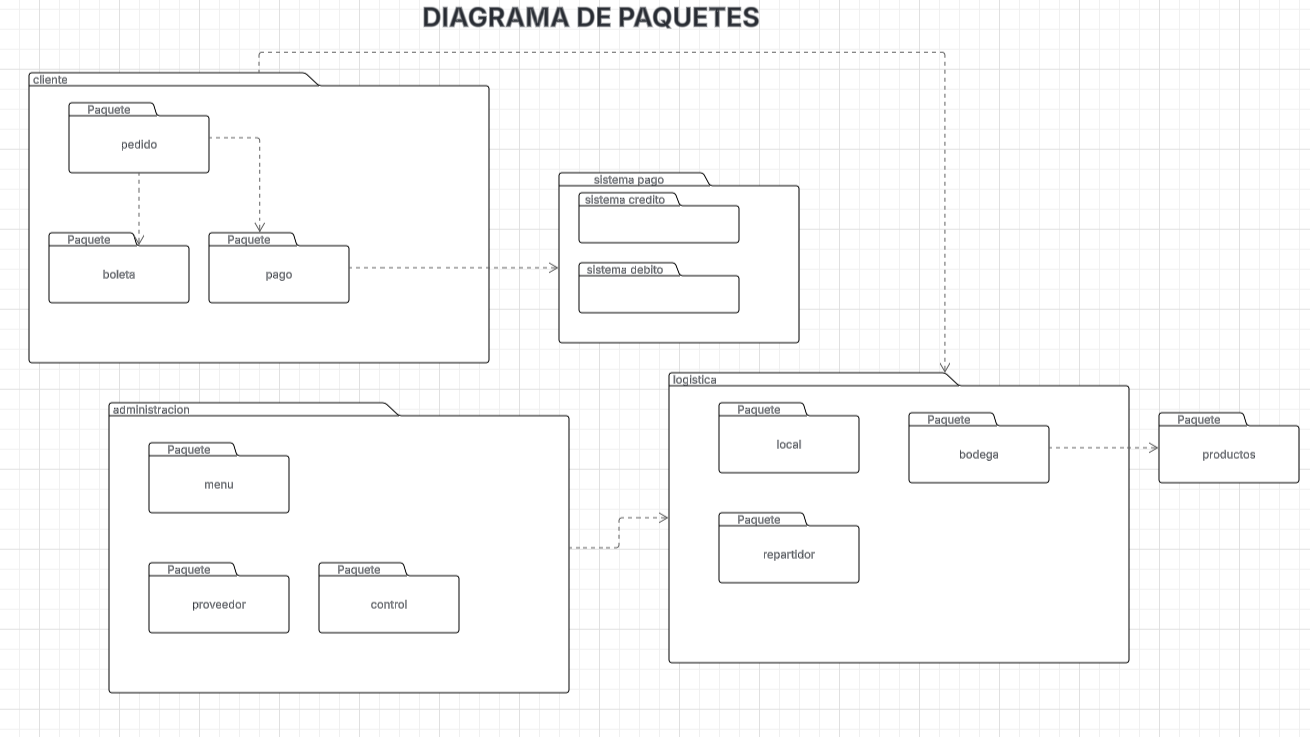 DIAGRAMA DE PAQUETES
cliente
Paquete
pedido
Paquete
boleta
Paquete
pago
sistema pago
sistema credito
sistema debito
administracion
Paquete
menu
Paquete
proveedor
Paquete
control
logistica
Paquete
local
Paquete
bodega
Paquete
repartidor
Paquete
productos